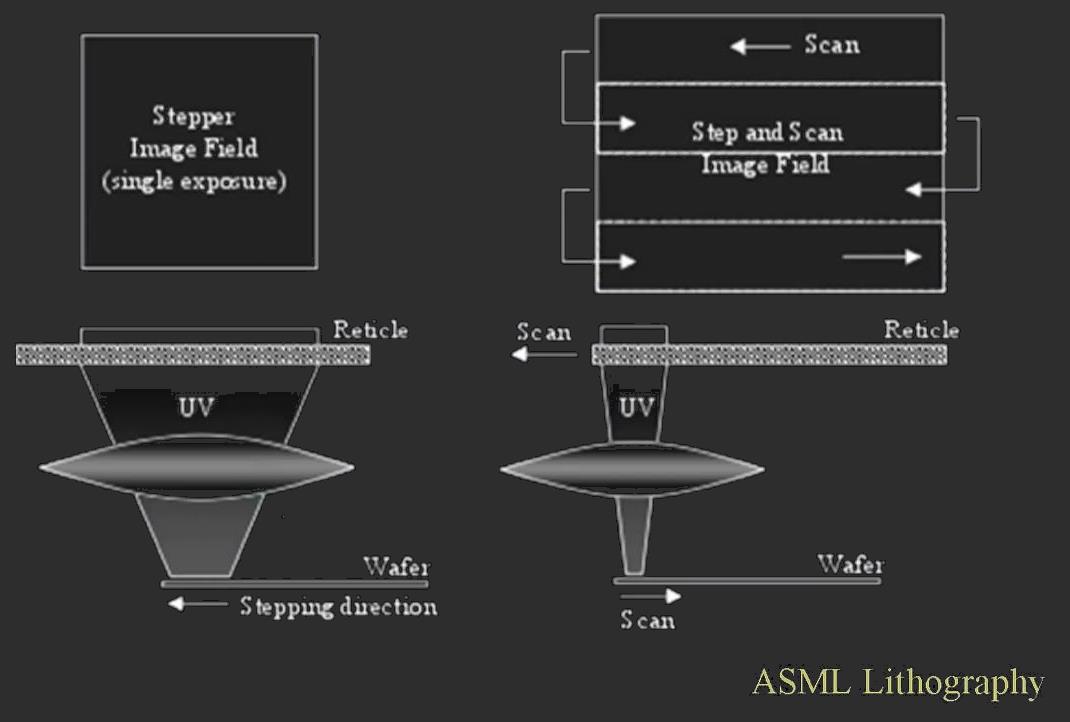 Stepper
Image Field
(single exposure)
Scan
Step and Scan
Image Field
Reticle
UV
Wafer
Stepping direction
Scan
Reticle
UV
Wafer
Scan
ASML Lithography